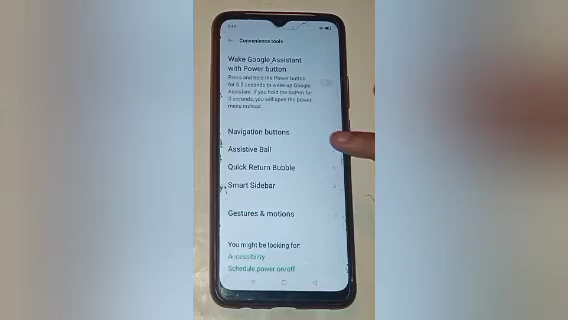 Convenience tools
Wake Google Assistant
with Power button
Press and hold the Power button
for 0.5 seconds to wake up Google
Assistant. If you hold the button for
3 seconds, you will open the power
menu instead.
Navigation buttons
Assistive Ball
Quick Return Bubble
Smart Sidebar
Gestures & motions
You might be looking for:
Accessibility
Schedule power on/off